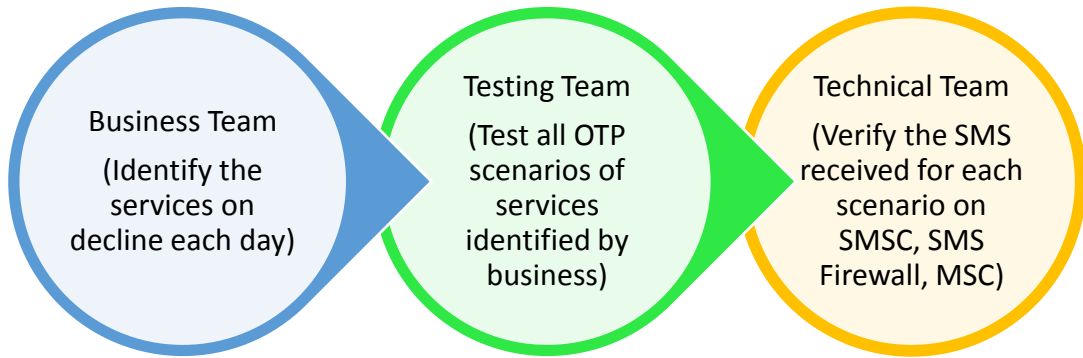 Business Team
(Identify the
services on
decline each day)
Testing Team
(Test all OTP
scenarios of
services
identified by
business)
Technical Team
(Verify the SMS
received for each
scenario on
SMSC, SMS
Firewall, MSC)